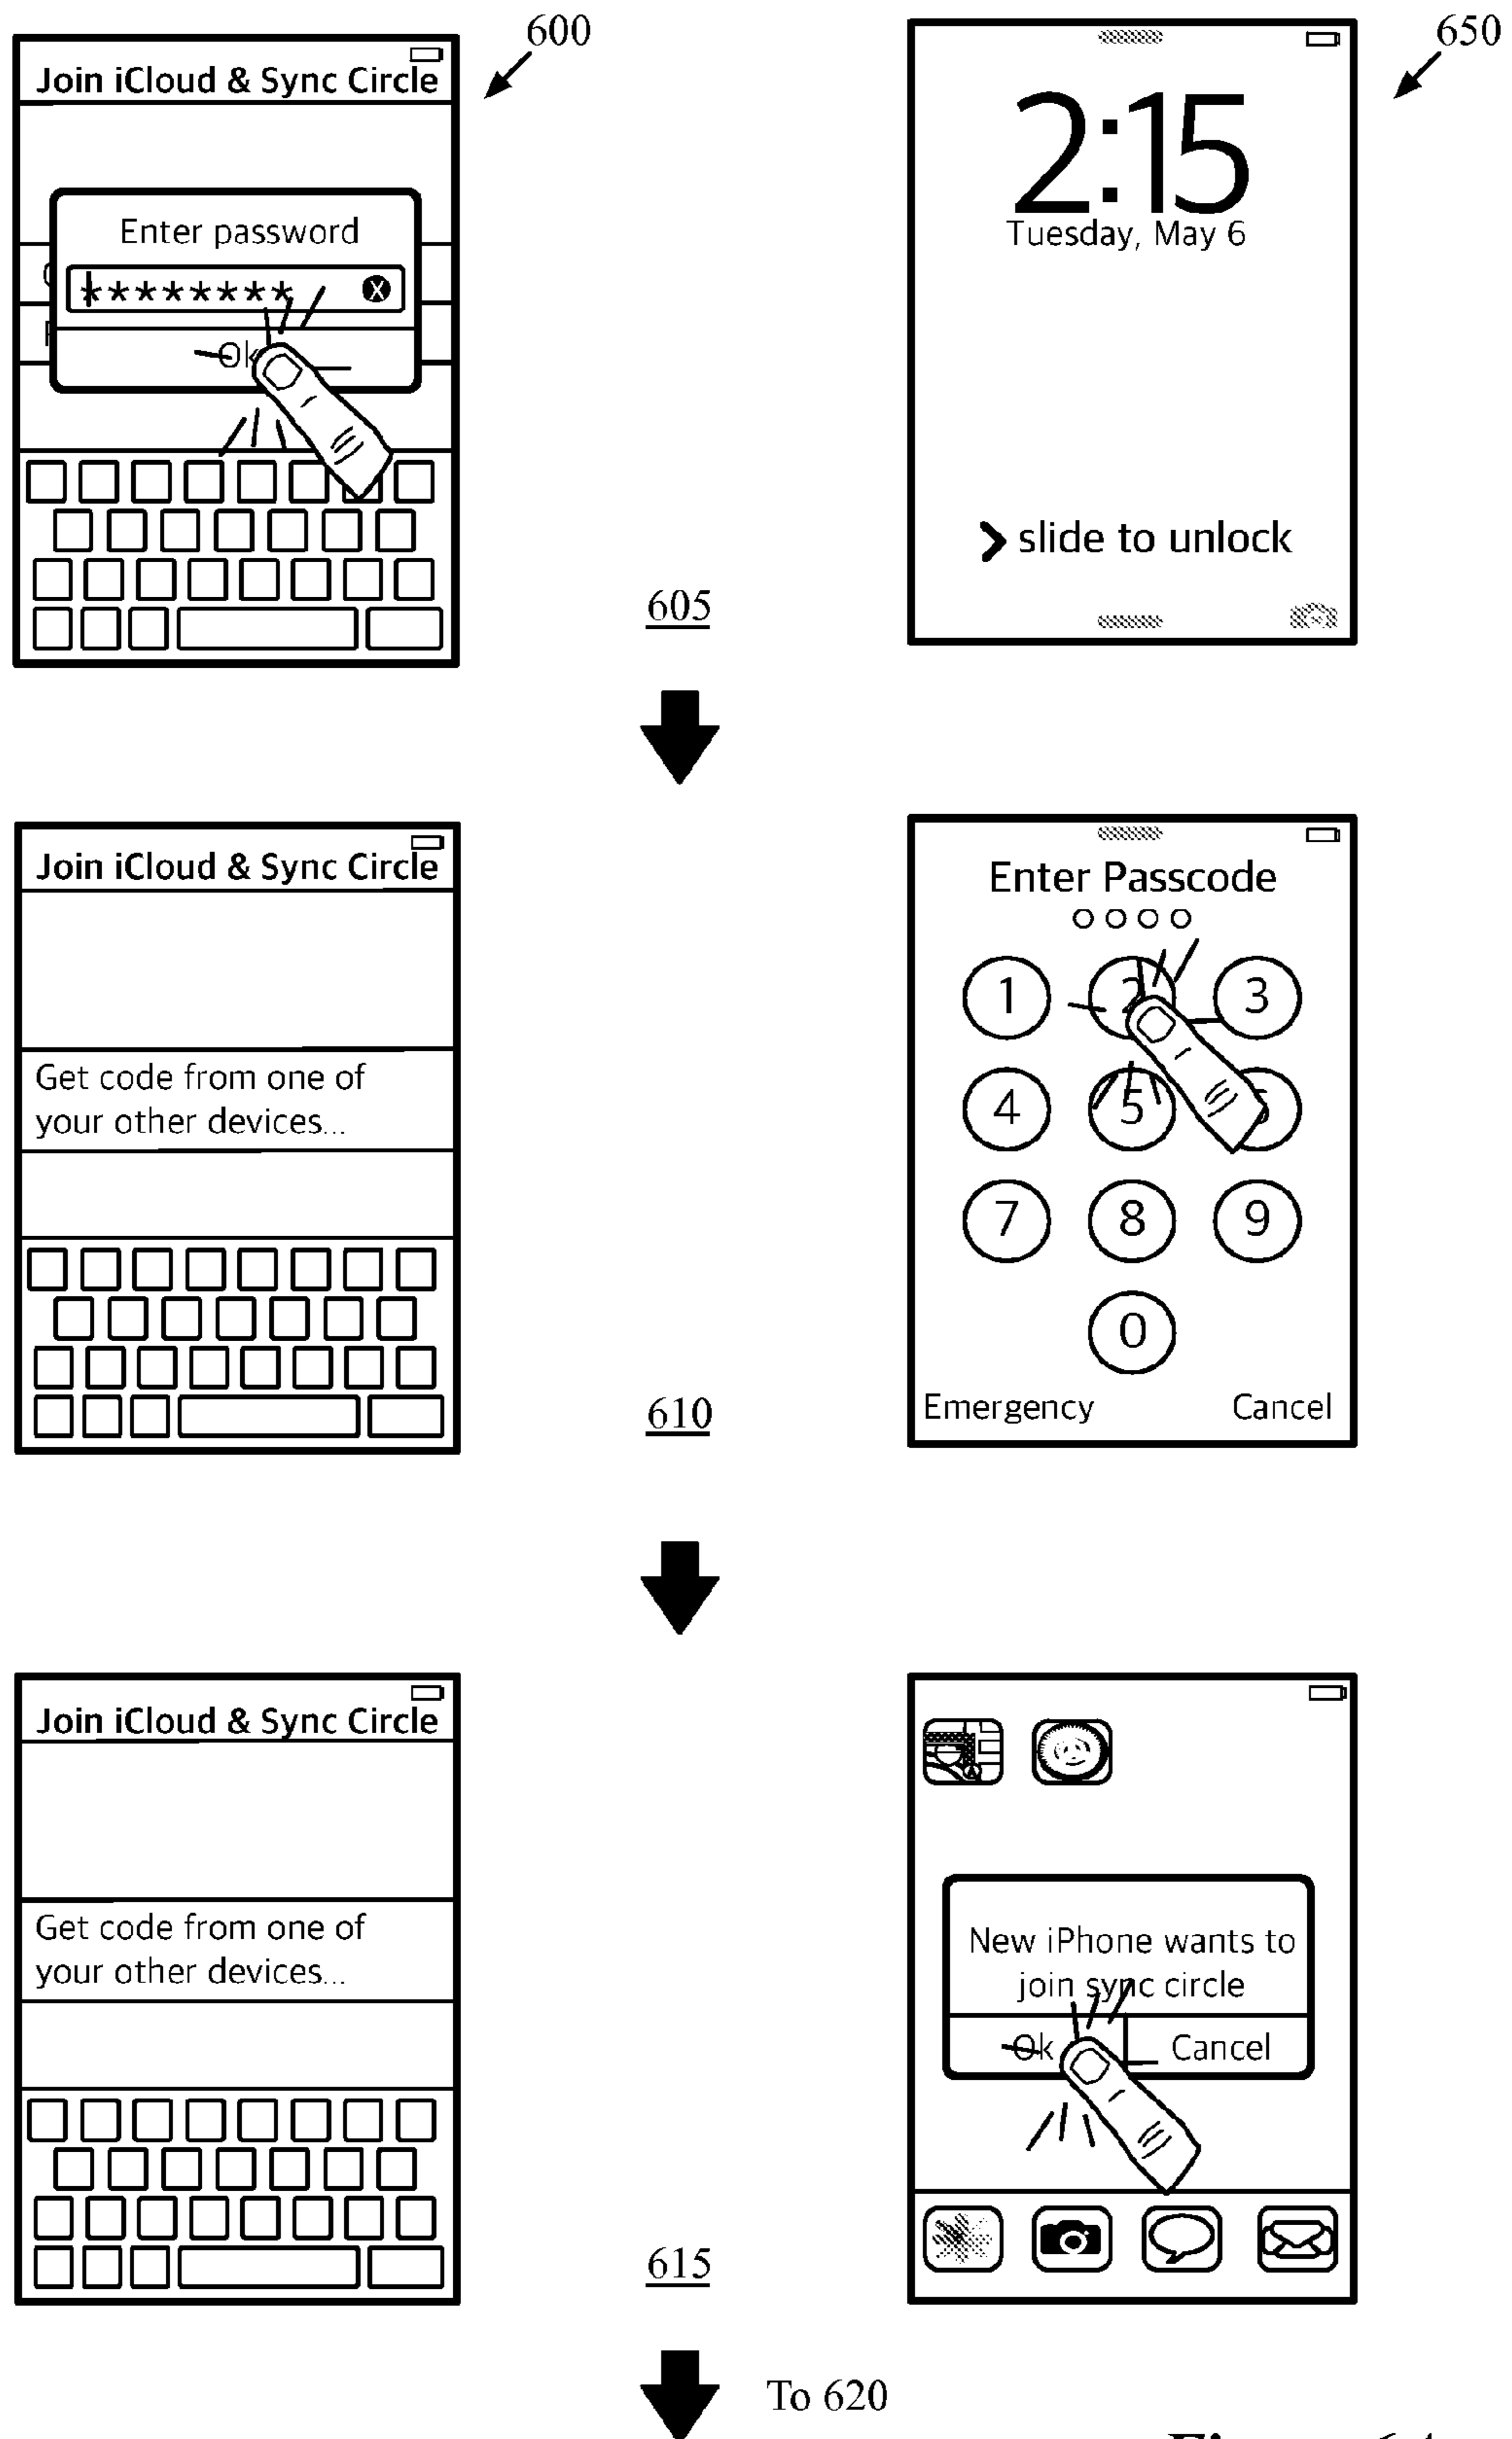 600
650
Join iCloud & Sync Circle
Enter password
********
X
Ok
2:15
Tuesday, May 6
slide to unlock
605
Join iCloud & Sync Circle
Get code from one of
your other devices...
Enter Passcode
1 2 3
4 5
7 8 9
0
Emergency Cancel
610
Join iCloud & Sync Circle
Get code from one of
your other devices...
New iPhone wants to
join sync circle
Ok Cancel
615
To 620